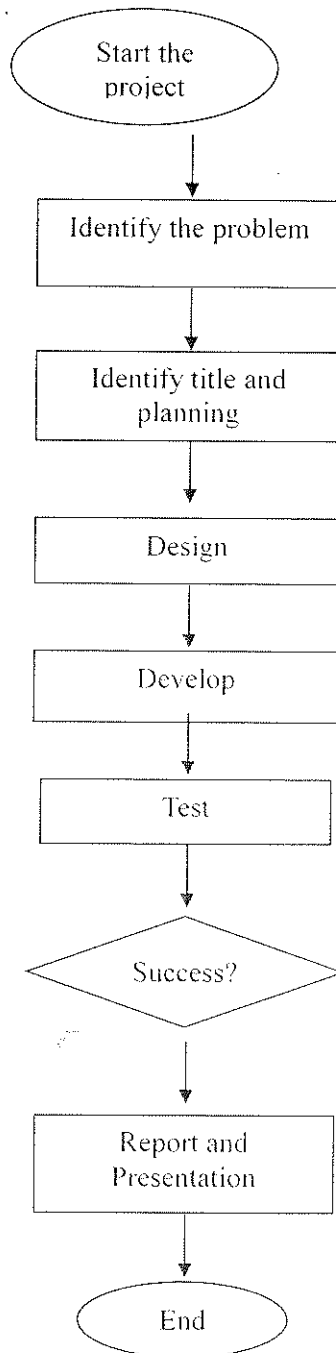 Start the
project
Identify the problem
Identify title and
planning
Design
Develop
Test
Success?
Report and
Presentation
End